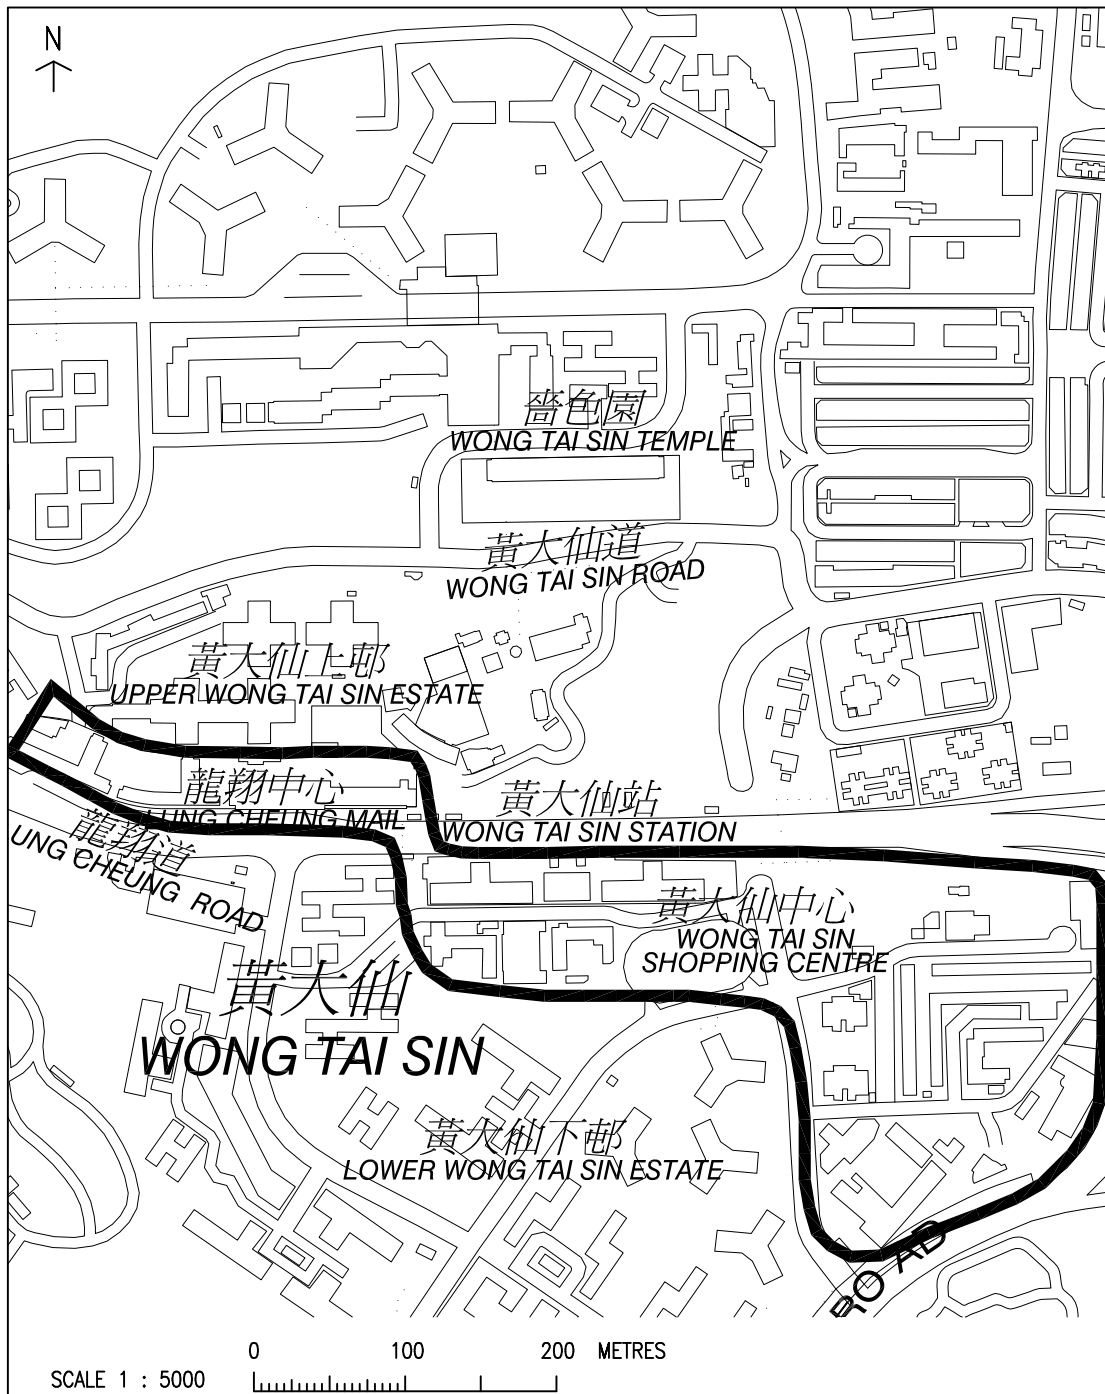 N
嗇色園
WONG TAI SIN TEMPLE
黃大仙道
WONG TAI SIN ROAD
黃大仙上邨
UPPER WONG TAI SIN ESTATE
龍翔中心
LUNG CHEUNG MAIL
黃大仙站
WONG TAI SIN STATION
龍翔道
UNG CHEUNG ROAD
黃大仙中心
WONG TAI SIN
SHOPPING CENTRE
黃大仙
WONG TAI SIN
黃大仙下邨
LOWER WONG TAI SIN ESTATE
ROAD
0 100 200 METRES
SCALE 1 : 5000